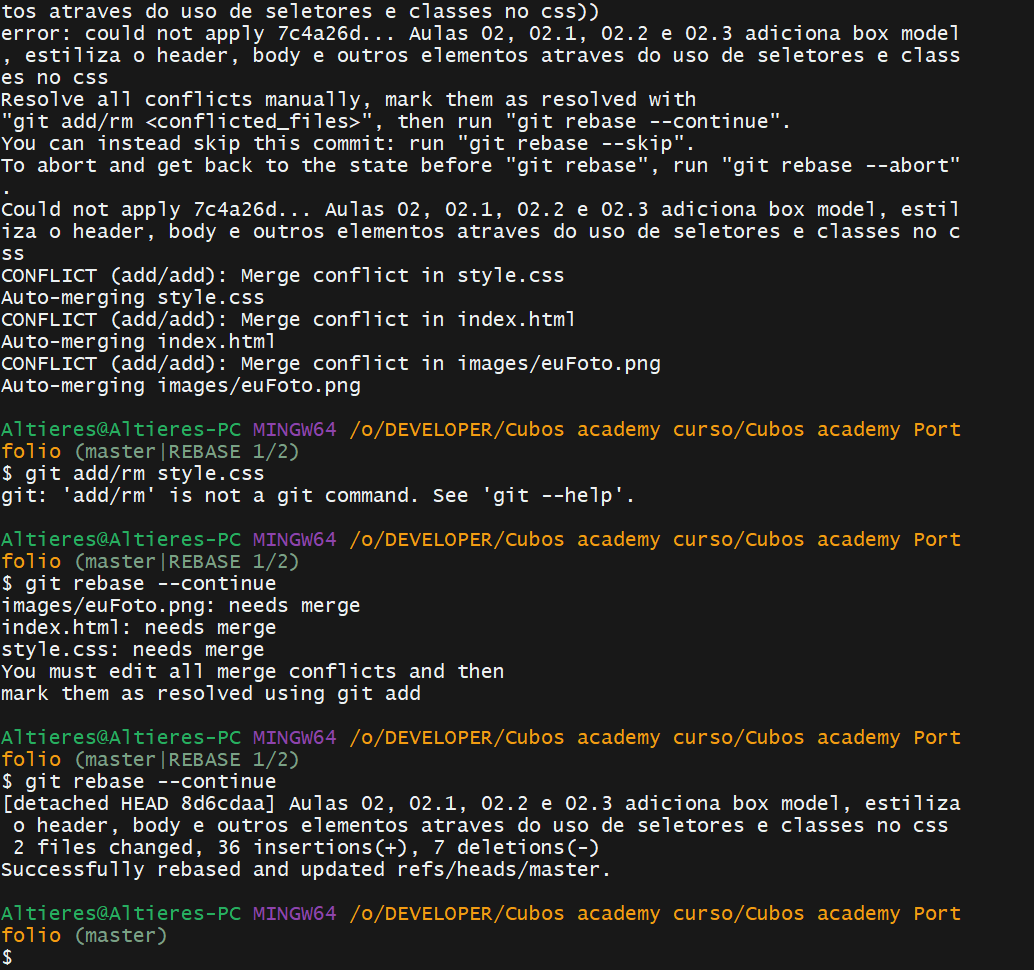 tos atraves do uso de seletores e classes no css))
error: could not apply 7c4a26d... Aulas 02, 02.1, 02.2 e 02.3 adiciona box model
, estiliza o header, body e outros elementos atraves do uso de seletores e class
es no css
Resolve all conflicts manually, mark them as resolved with
"git add/rm <conflicted_files>", then run "git rebase --continue".
You can instead skip this commit: run "git rebase --skip".
To abort and get back to the state before "git rebase", run "git rebase --abort"
.
Could not apply 7c4a26d... Aulas 02, 02.1, 02.2 e 02.3 adiciona box model, estil
iza o header, body e outros elementos atraves do uso de seletores e classes no c
ss
CONFLICT (add/add): Merge conflict in style.css
Auto-merging style.css
CONFLICT (add/add): Merge conflict in index.html
Auto-merging index.html
CONFLICT (add/add): Merge conflict in images/euFoto.png
Auto-merging images/euFoto.png
Altieres@Altieres-PC MINGW64 /o/DEVELOPER/Cubos academy curso/Cubos academy Port
folio (master|REBASE 1/2)
$ git add/rm style.css
git: 'add/rm' is not a git command. See 'git --help'.
Altieres@Altieres-PC MINGW64 /o/DEVELOPER/Cubos academy curso/Cubos academy Port
folio (master|REBASE 1/2)
$ git rebase --continue
images/euFoto.png: needs merge
index.html: needs merge
style.css: needs merge
You must edit all merge conflicts and then
mark them as resolved using git add
Altieres@Altieres-PC MINGW64 /o/DEVELOPER/Cubos academy curso/Cubos academy Port
folio (master|REBASE 1/2)
$ git rebase --continue
[detached HEAD 8d6cdaa] Aulas 02, 02.1, 02.2 e 02.3 adiciona box model, estiliza
 o header, body e outros elementos atraves do uso de seletores e classes no css
 2 files changed, 36 insertions(+), 7 deletions(-)
Successfully rebased and updated refs/heads/master.
Altieres@Altieres-PC MINGW64 /o/DEVELOPER/Cubos academy curso/Cubos academy Port
folio (master)
$